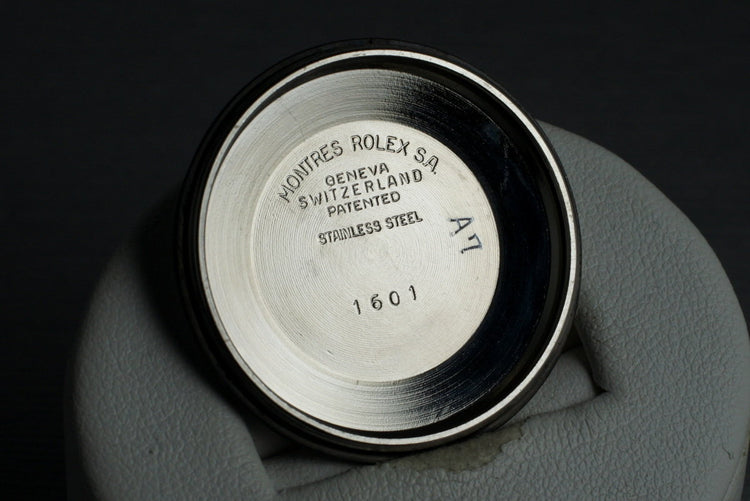 MONTRES ROLEX S.A.
GENEVA
SWITZERLAND
PATENTED
STAINLESS STEEL
A7
1601